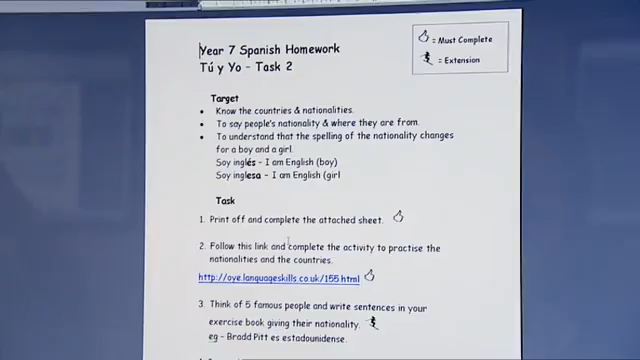 Year 7 Spanish Homework
Tú y Yo - Task 2
= Must Complete
= Extension
Target
• Know the countries & nationalities.
• To say people's nationality & where they are from.
• To understand that the spelling of the nationality changes
for a boy and a girl.
Soy inglés - I am English (boy)
Soy inglesa - I am English (girl
Task
1. Print off and complete the attached sheet.
2. Follow this link and complete the activity to practise the
nationalities and the countries.
http://oye.languageskills.co.uk/155.html
3. Think of 5 famous people and write sentences in your
exercise book giving their nationality.
eg - Bradd Pitt es estadounidense.